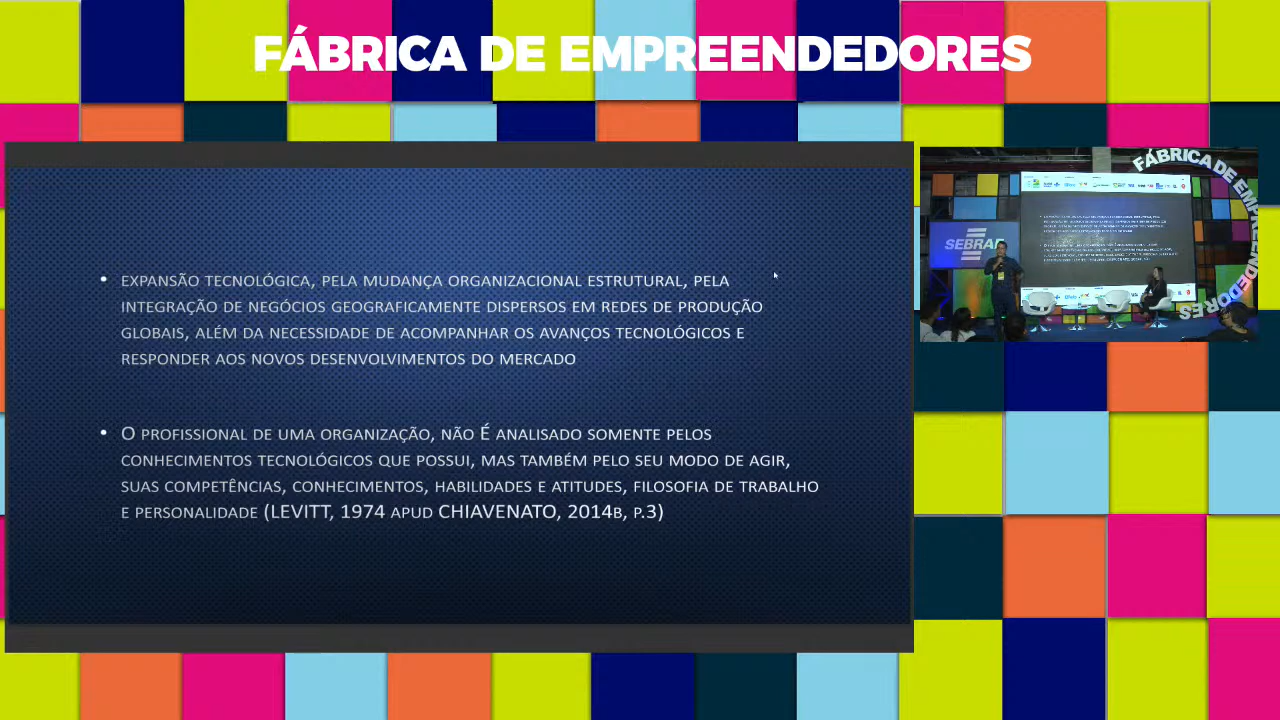 FÁBRICA DE EMPREENDEDORES
• EXPANSÃO TECNOLÓGICA, PELA MUDANÇA ORGANIZACIONAL ESTRUTURAL, PELA
INTEGRAÇÃO DE NEGÓCIOS GEOGRAFICAMENTE DISPERSOS EM REDES DE PRODUÇÃO
GLOBAIS, ALÉM DA NECESSIDADE DE ACOMPANHAR OS AVANÇOS TECNOLÓGICOS E
RESPONDER AOS NOVOS DESENVOLVIMENTOS DO MERCADO
• O PROFISSIONAL DE UMA ORGANIZAÇÃO, NÃO É ANALISADO SOMENTE PELOS
CONHECIMENTOS TECNOLÓGICOS QUE POSSUI, MAS TAMBÉM PELO SEU MODO DE AGIR,
SUAS COMPETÊNCIAS, CONHECIMENTOS, HABILIDADES E ATITUDES, FILOSOFIA DE TRABALHO
E PERSONALIDADE (LEVITT, 1974 APUD CHIAVENATO, 2014B, P.3)
FÁBRICA DE EMPREENDEDORES
SEBRAE